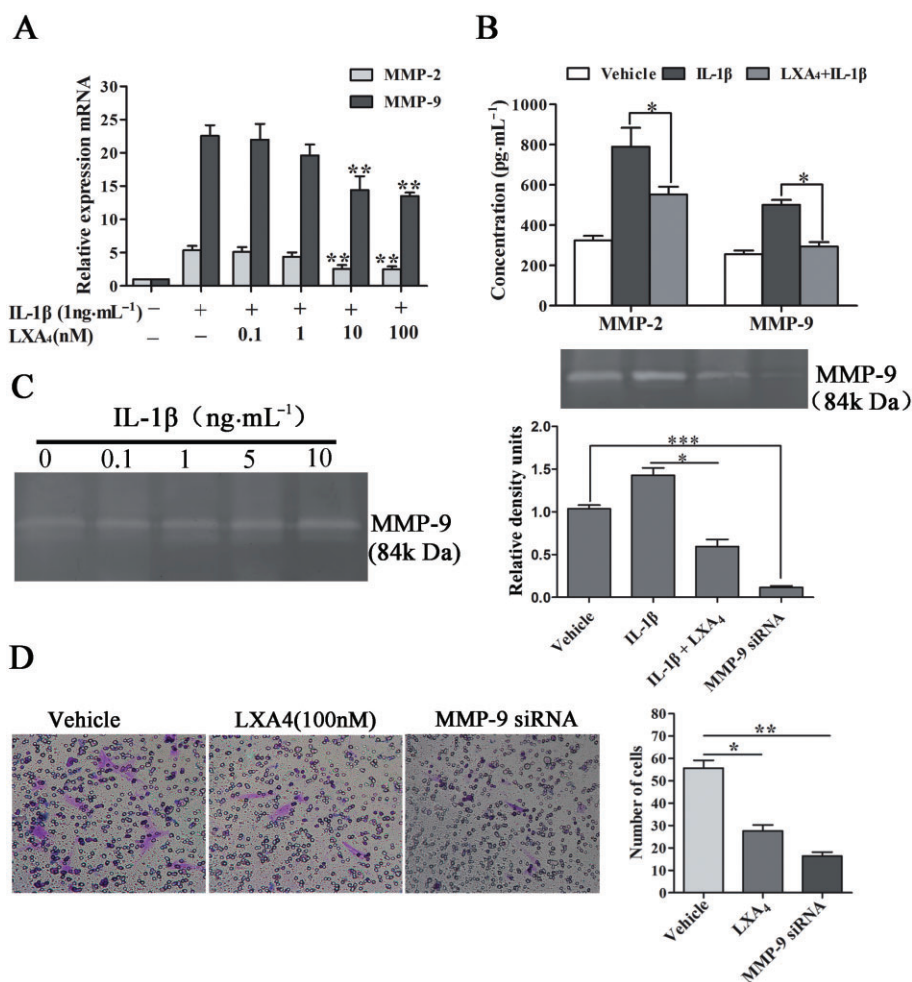 A
MMP-2
MMP-9
Relative expression mRNA
30
25
20
15
10
5
0
** ** ** **
IL-1β (1ng·mL⁻¹) – + + + + +
LXA₄(nM) – – 0.1 1 10 100
B
Vehicle IL-1β LXA₄+IL-1β
Concentration (pg·mL⁻¹)
1000
800
600
400
200
0
* *
MMP-2 MMP-9
MMP-9
(84k Da)
Relative density units
2.0
1.5
1.0
0.5
0.0
***
*
Vehicle
IL-1β
IL-1β + LXA₄
MMP-9 siRNA
C
IL-1β (ng·mL⁻¹)
0 0.1 1 5 10
MMP-9
(84k Da)
D
Vehicle LXA4(100nM) MMP-9 siRNA
Number of cells
80
70
60
50
40
30
20
10
0
**
*
Vehicle
LXA₄
MMP-9 siRNA